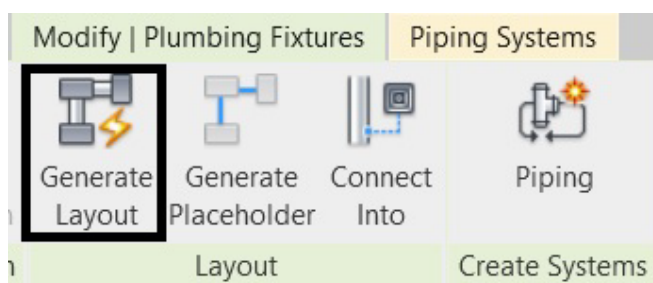 Modify | Plumbing Fixtures Piping Systems
Generate Generate Connect Piping
Layout Placeholder Into
Layout Create Systems